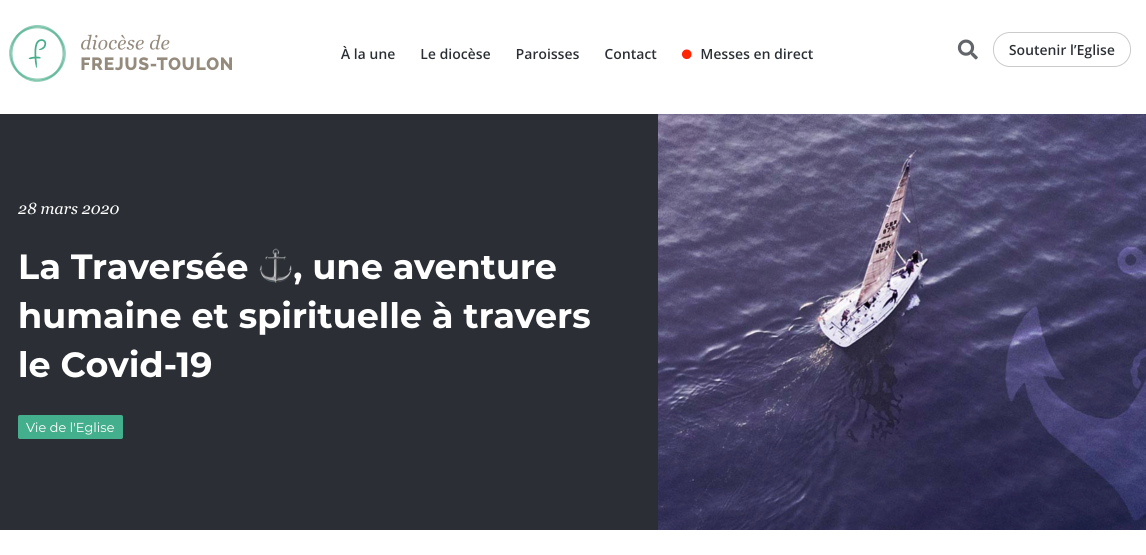 diocèse de
FREJUS-TOULON
À la une
Le diocèse
Paroisses
Contact
Messes en direct
Soutenir l’Eglise
28 mars 2020
La Traversée ⚓, une aventure
humaine et spirituelle à travers
le Covid-19
Vie de l'Eglise